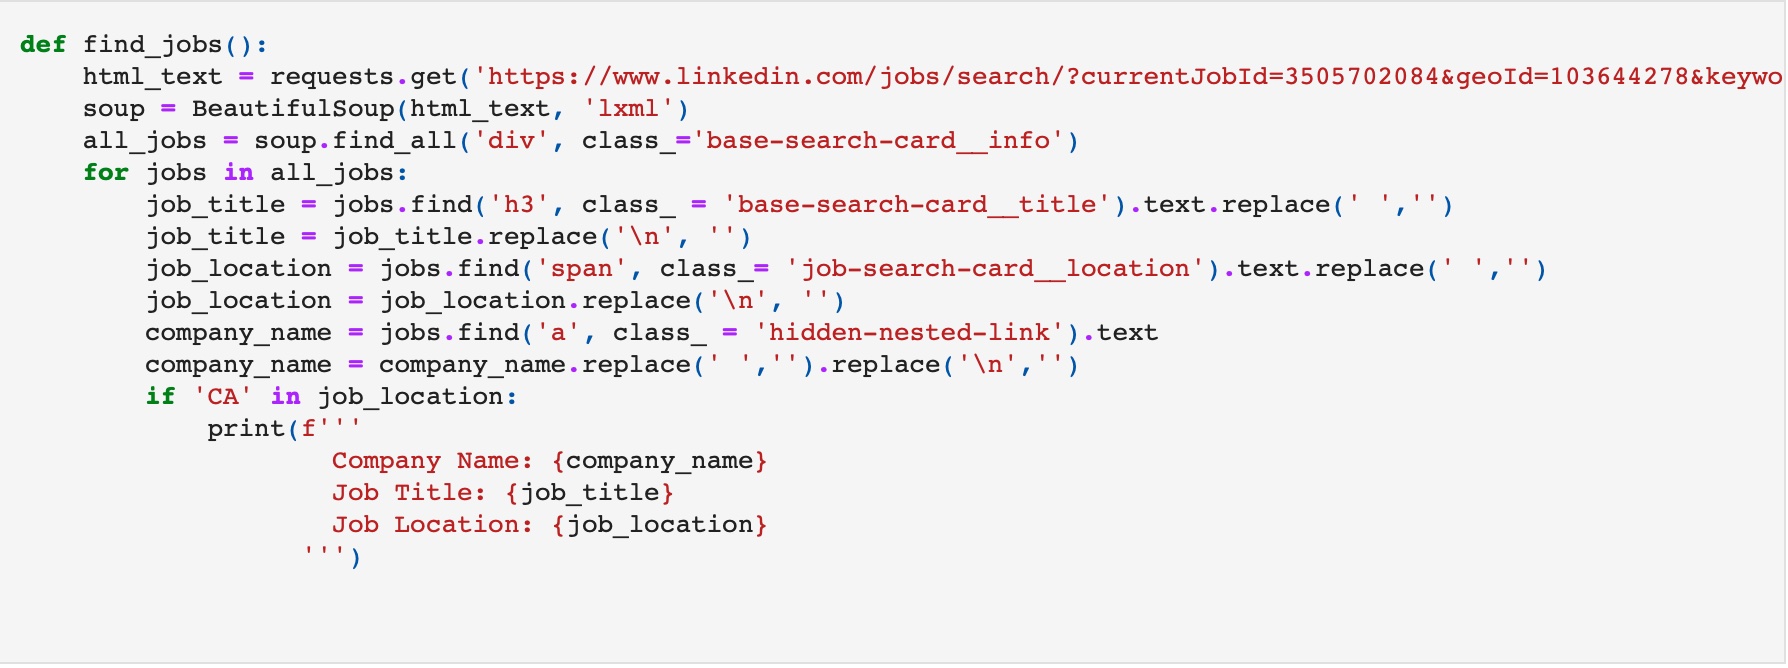 def find_jobs():
    html_text = requests.get('https://www.linkedin.com/jobs/search/?currentJobId=3505702084&geoId=103644278&keywo
    soup = BeautifulSoup(html_text, 'lxml')
    all_jobs = soup.find_all('div', class_='base-search-card__info')
    for jobs in all_jobs:
        job_title = jobs.find('h3', class_ = 'base-search-card__title').text.replace(' ','')
        job_title = job_title.replace('\n', '')
        job_location = jobs.find('span', class_= 'job-search-card__location').text.replace(' ','')
        job_location = job_location.replace('\n', '')
        company_name = jobs.find('a', class_ = 'hidden-nested-link').text
        company_name = company_name.replace(' ','').replace('\n','')
        if 'CA' in job_location:
            print(f'''
                    Company Name: {company_name}
                    Job Title: {job_title}
                    Job Location: {job_location}
                  ''')